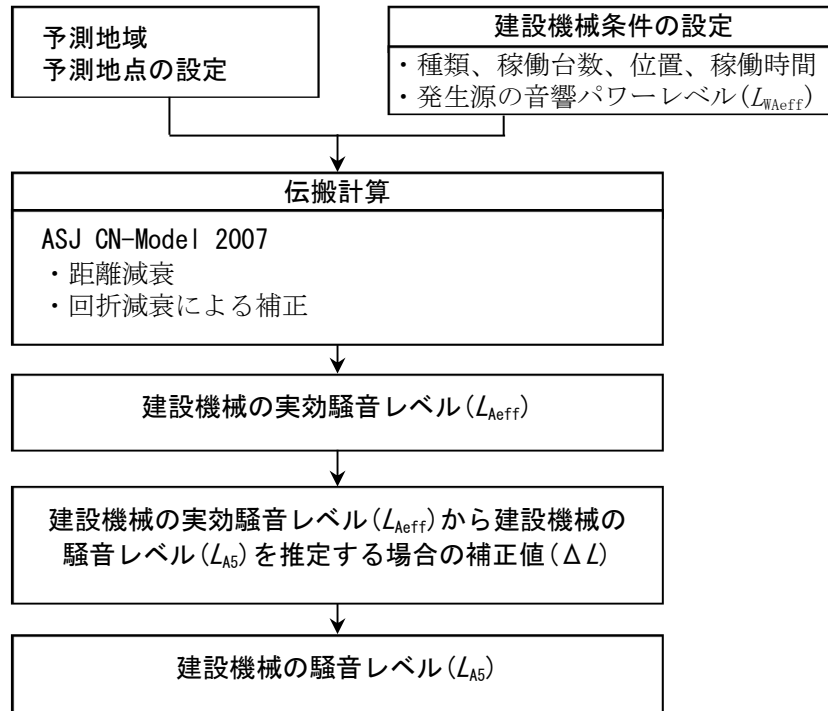 予測地域
予測地点の設定
建設機械条件の設定
・種類、稼働台数、位置、稼働時間
・発生源の音響パワーレベル(LWAeff)
伝搬計算
ASJ CN-Model 2007
・距離減衰
・回折減衰による補正
建設機械の実効騒音レベル(LAeff)
建設機械の実効騒音レベル(LAeff)から建設機械の
騒音レベル(LA5)を推定する場合の補正値(ΔL)
建設機械の騒音レベル(LA5)